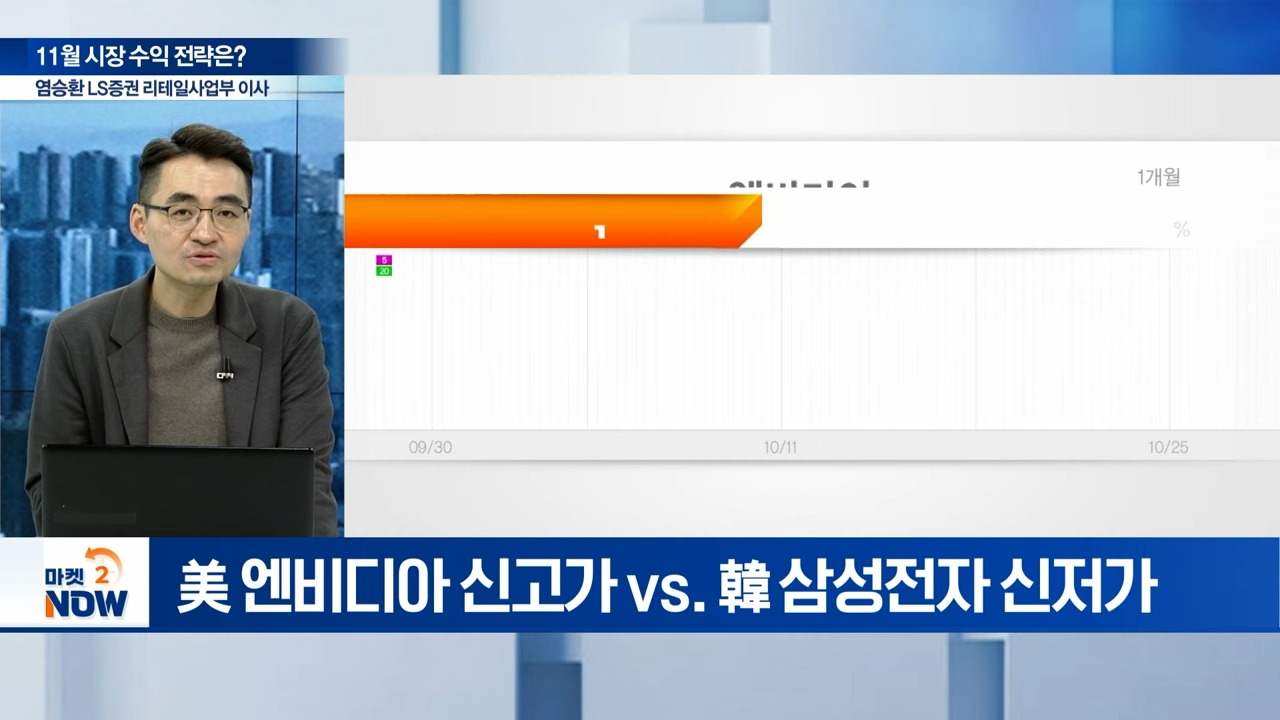 11월 시장 수익 전략은?
염승환 LS증권 리테일사업부 이사
1개월
%
5
20
09/30
10/11
10/25
마켓 2
NOW
美 엔비디아 신고가 vs. 韓 삼성전자 신저가